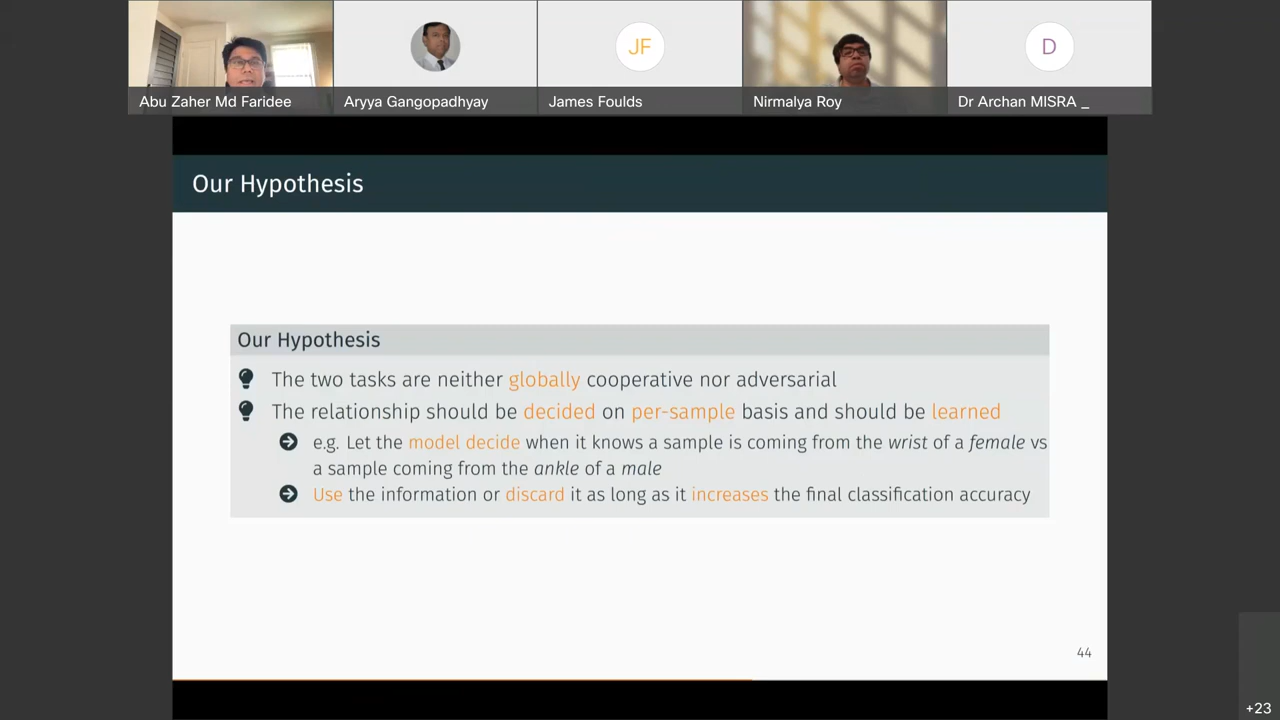 JF
D
Abu Zaher Md Faridee
Aryya Gangopadhyay
James Foulds
Nirmalya Roy
Dr Archan MISRA _
Our Hypothesis
Our Hypothesis
The two tasks are neither globally cooperative nor adversarial
The relationship should be decided on per-sample basis and should be learned
e.g. Let the model decide when it knows a sample is coming from the wrist of a female vs
a sample coming from the ankle of a male
Use the information or discard it as long as it increases the final classification accuracy
44
+23